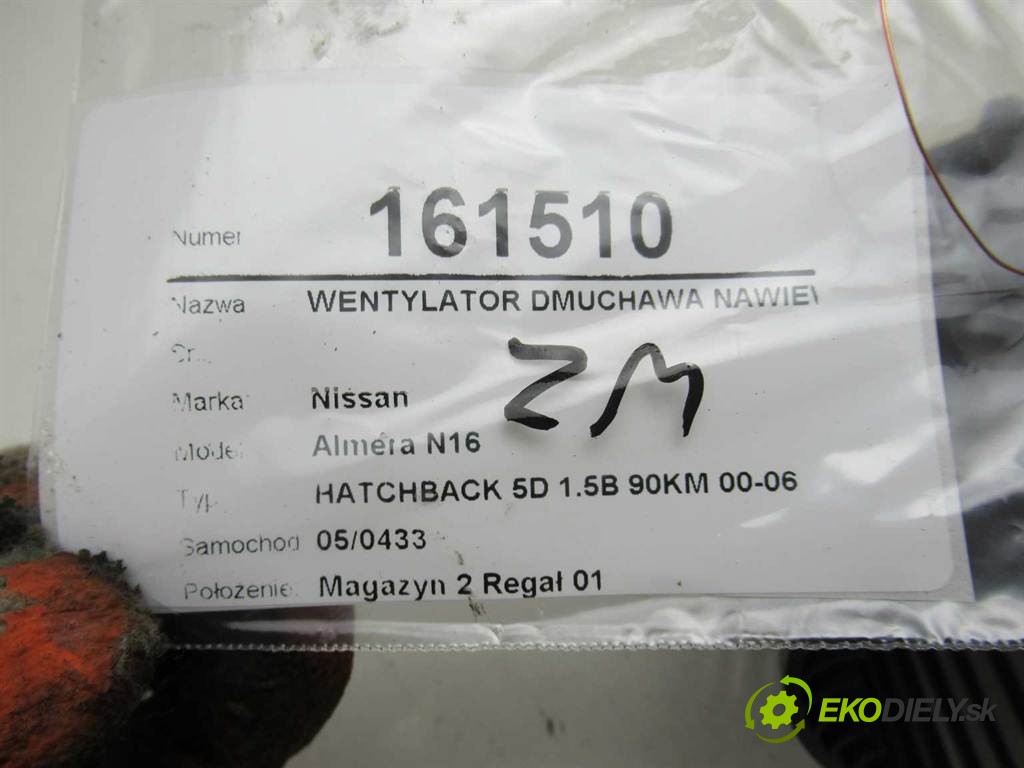 Numer 161510
Nazwa WENTYLATOR DMUCHAWA NAWIEW
ZM
Marka Nissan
Model Almera N16
Typ HATCHBACK 5D 1.5B 90KM 00-06
Samochod 05/0433
Położenie: Magazyn 2 Regał 01
EKODIELY.sk